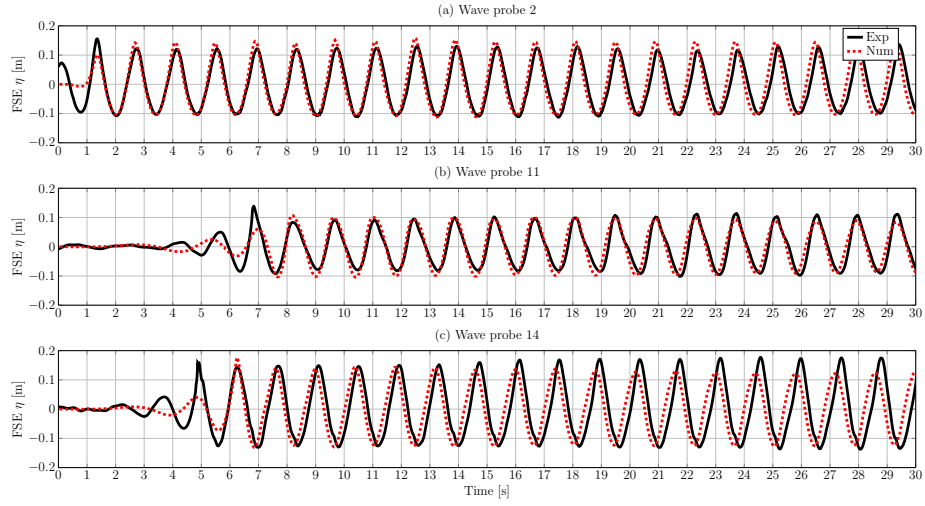 (a) Wave probe 2
0.2
0.1
0
−0.1
−0.2
FSE η [m]
Exp
Num
0 1 2 3 4 5 6 7 8 9 10 11 12 13 14 15 16 17 18 19 20 21 22 23 24 25 26 27 28 29 30
(b) Wave probe 11
0.2
0.1
0
−0.1
−0.2
FSE η [m]
0 1 2 3 4 5 6 7 8 9 10 11 12 13 14 15 16 17 18 19 20 21 22 23 24 25 26 27 28 29 30
(c) Wave probe 14
0.2
0.1
0
−0.1
−0.2
FSE η [m]
0 1 2 3 4 5 6 7 8 9 10 11 12 13 14 15 16 17 18 19 20 21 22 23 24 25 26 27 28 29 30
Time [s]